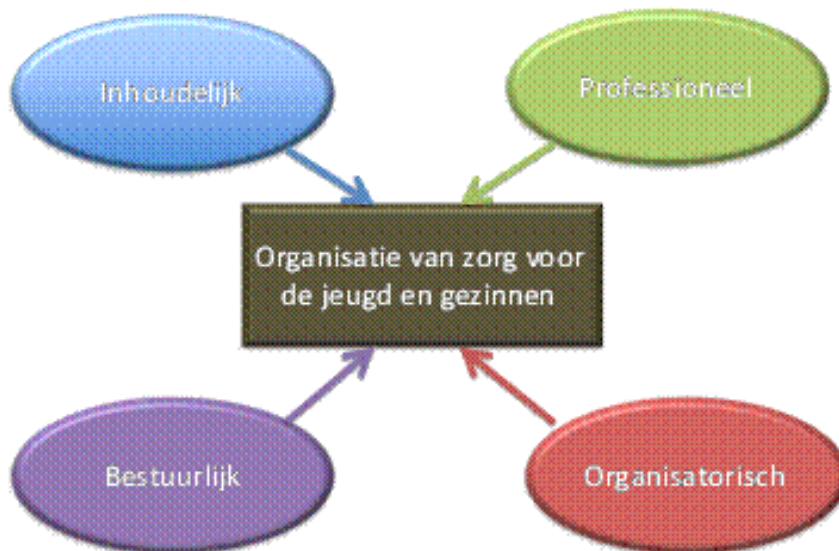 Inhoudelijk
Professioneel
Organisatie van zorg voor
de jeugd en gezinnen
Bestuurlijk
Organisatorisch